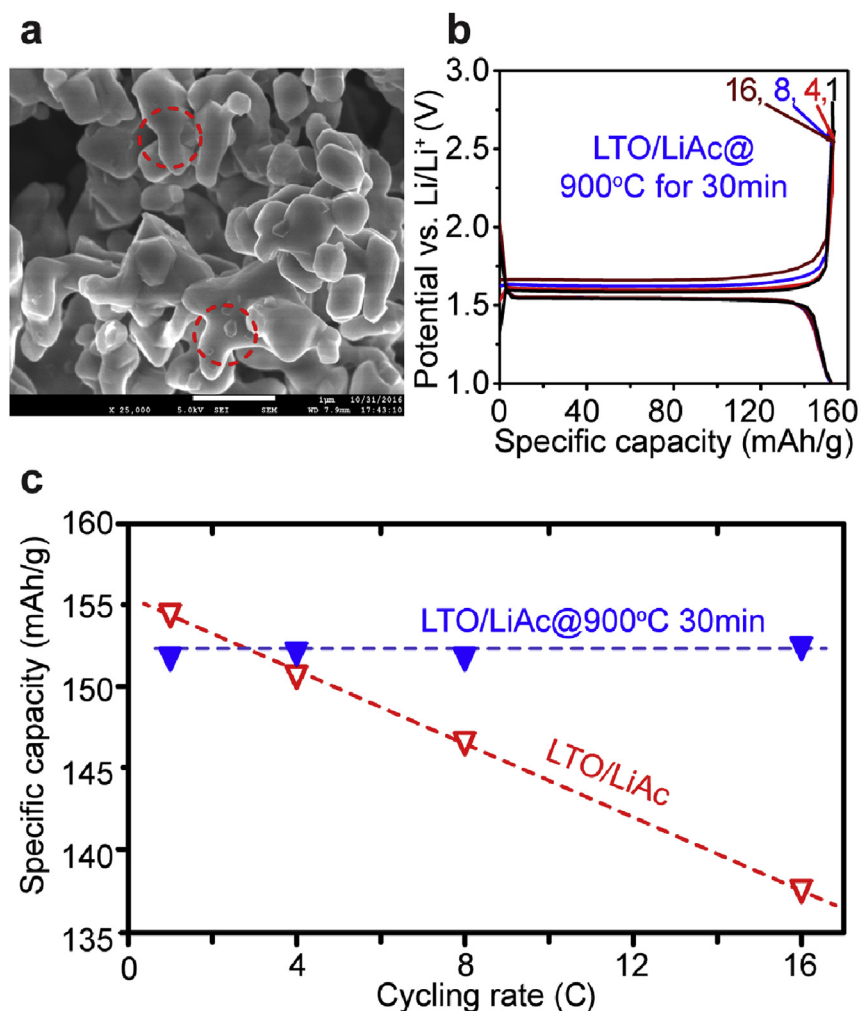 a
1μm 10/31/2016
X 25,000 5.0kV SEI SEM WD 7.9mm 17:43:10
b
3.0
2.5
2.0
1.5
1.0
Potential vs. Li/Li⁺ (V)
16, 8, 4,1
LTO/LiAc@
900°C for 30min
0 40 80 120 160
Specific capacity (mAh/g)
c
160
155
150
145
140
135
Specific capacity (mAh/g)
LTO/LiAc@900°C 30min
LTO/LiAc
0 4 8 12 16
Cycling rate (C)